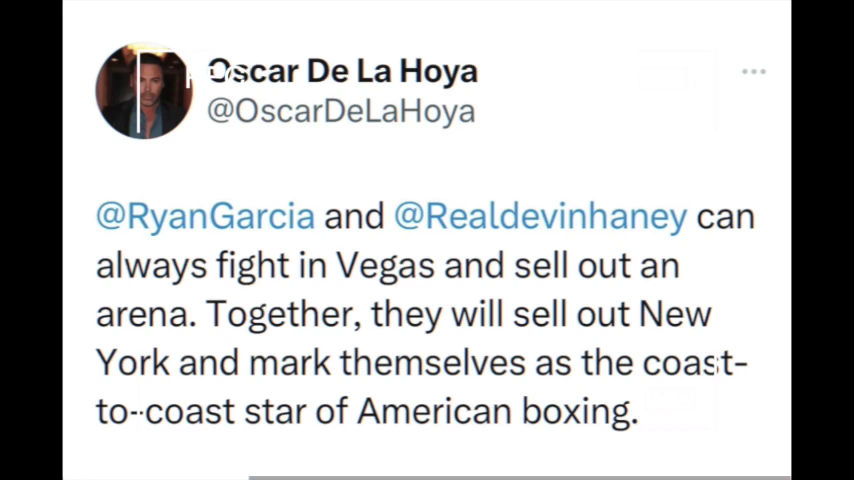 Oscar De La Hoya
@OscarDeLaHoya
@RyanGarcia and @Realdevinhaney can
always fight in Vegas and sell out an
arena. Together, they will sell out New
York and mark themselves as the coast-
to-coast star of American boxing.